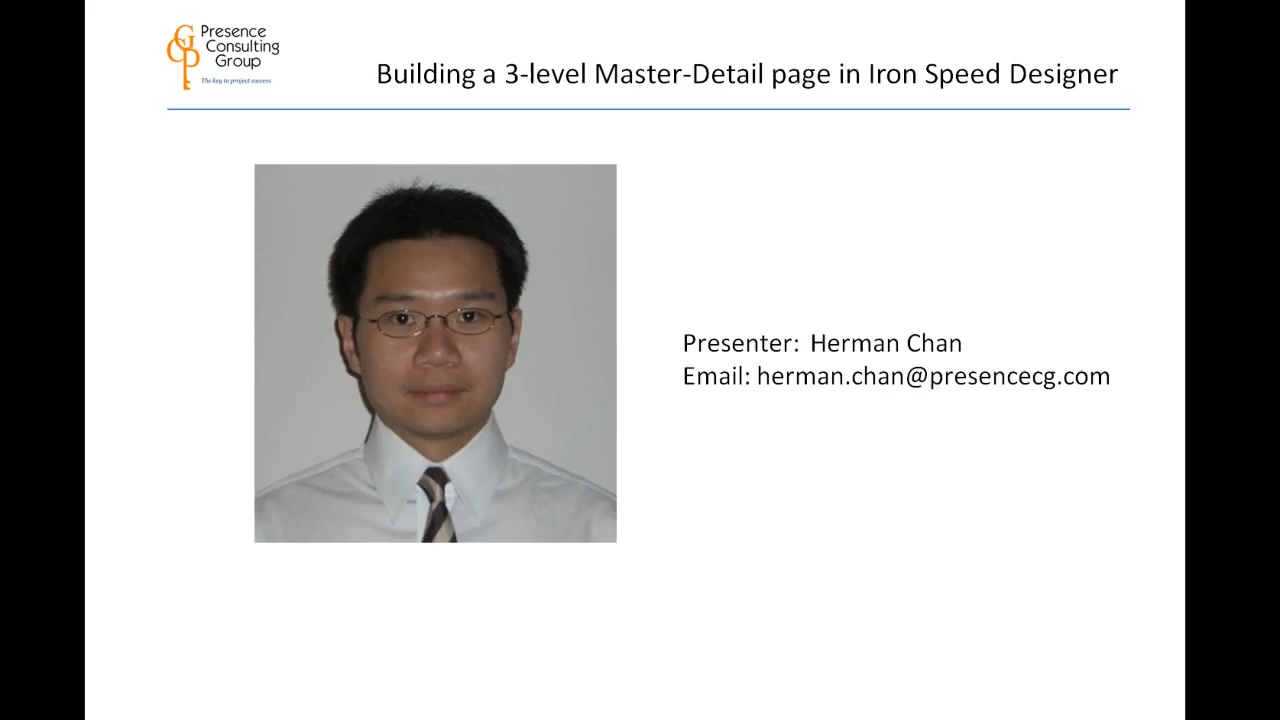 Presence
Consulting
Group
The key to project success
Building a 3-level Master-Detail page in Iron Speed Designer
Presenter: Herman Chan
Email: herman.chan@presencecg.com